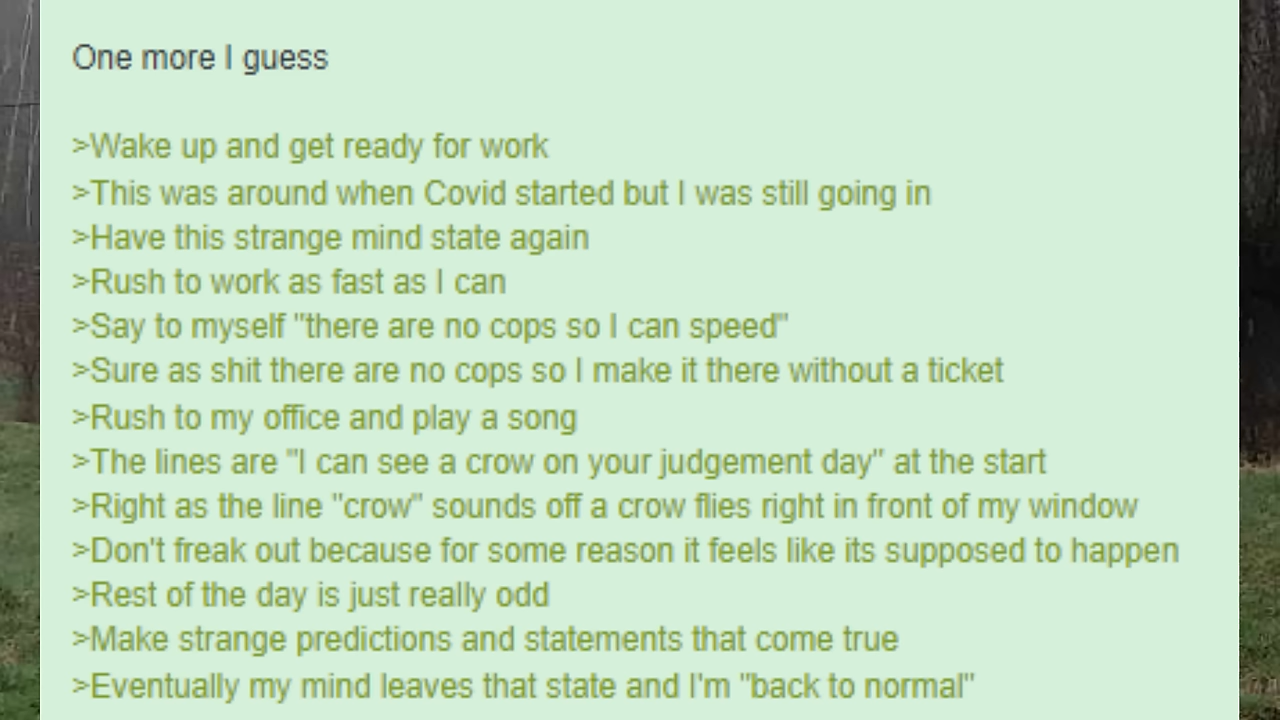 One more I guess
>Wake up and get ready for work
>This was around when Covid started but I was still going in
>Have this strange mind state again
>Rush to work as fast as I can
>Say to myself "there are no cops so I can speed"
>Sure as shit there are no cops so I make it there without a ticket
>Rush to my office and play a song
>The lines are "I can see a crow on your judgement day" at the start
>Right as the line "crow" sounds off a crow flies right in front of my window
>Don't freak out because for some reason it feels like its supposed to happen
>Rest of the day is just really odd
>Make strange predictions and statements that come true
>Eventually my mind leaves that state and I'm "back to normal"